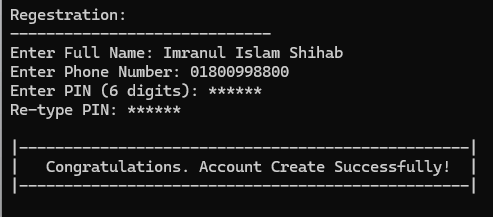 Regestration:
-----------------------------
Enter Full Name: Imranul Islam Shihab
Enter Phone Number: 01800998800
Enter PIN (6 digits): ******
Re-type PIN: ******
|--------------------------------------------------|
|   Congratulations. Account Create Successfully!  |
|--------------------------------------------------|